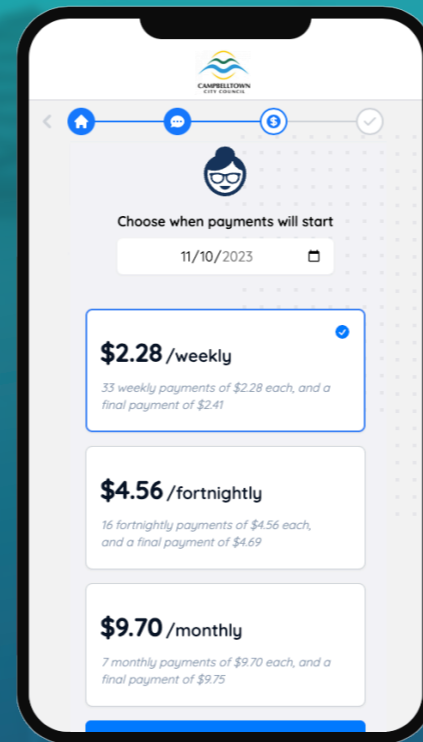 CAMPBELLTOWN
CITY COUNCIL
$
Choose when payments will start
11/10/2023
$2.28 /weekly
33 weekly payments of $2.28 each, and a
final payment of $2.41
$4.56 /fortnightly
16 fortnightly payments of $4.56 each,
and a final payment of $4.69
$9.70 /monthly
7 monthly payments of $9.70 each, and a
final payment of $9.75